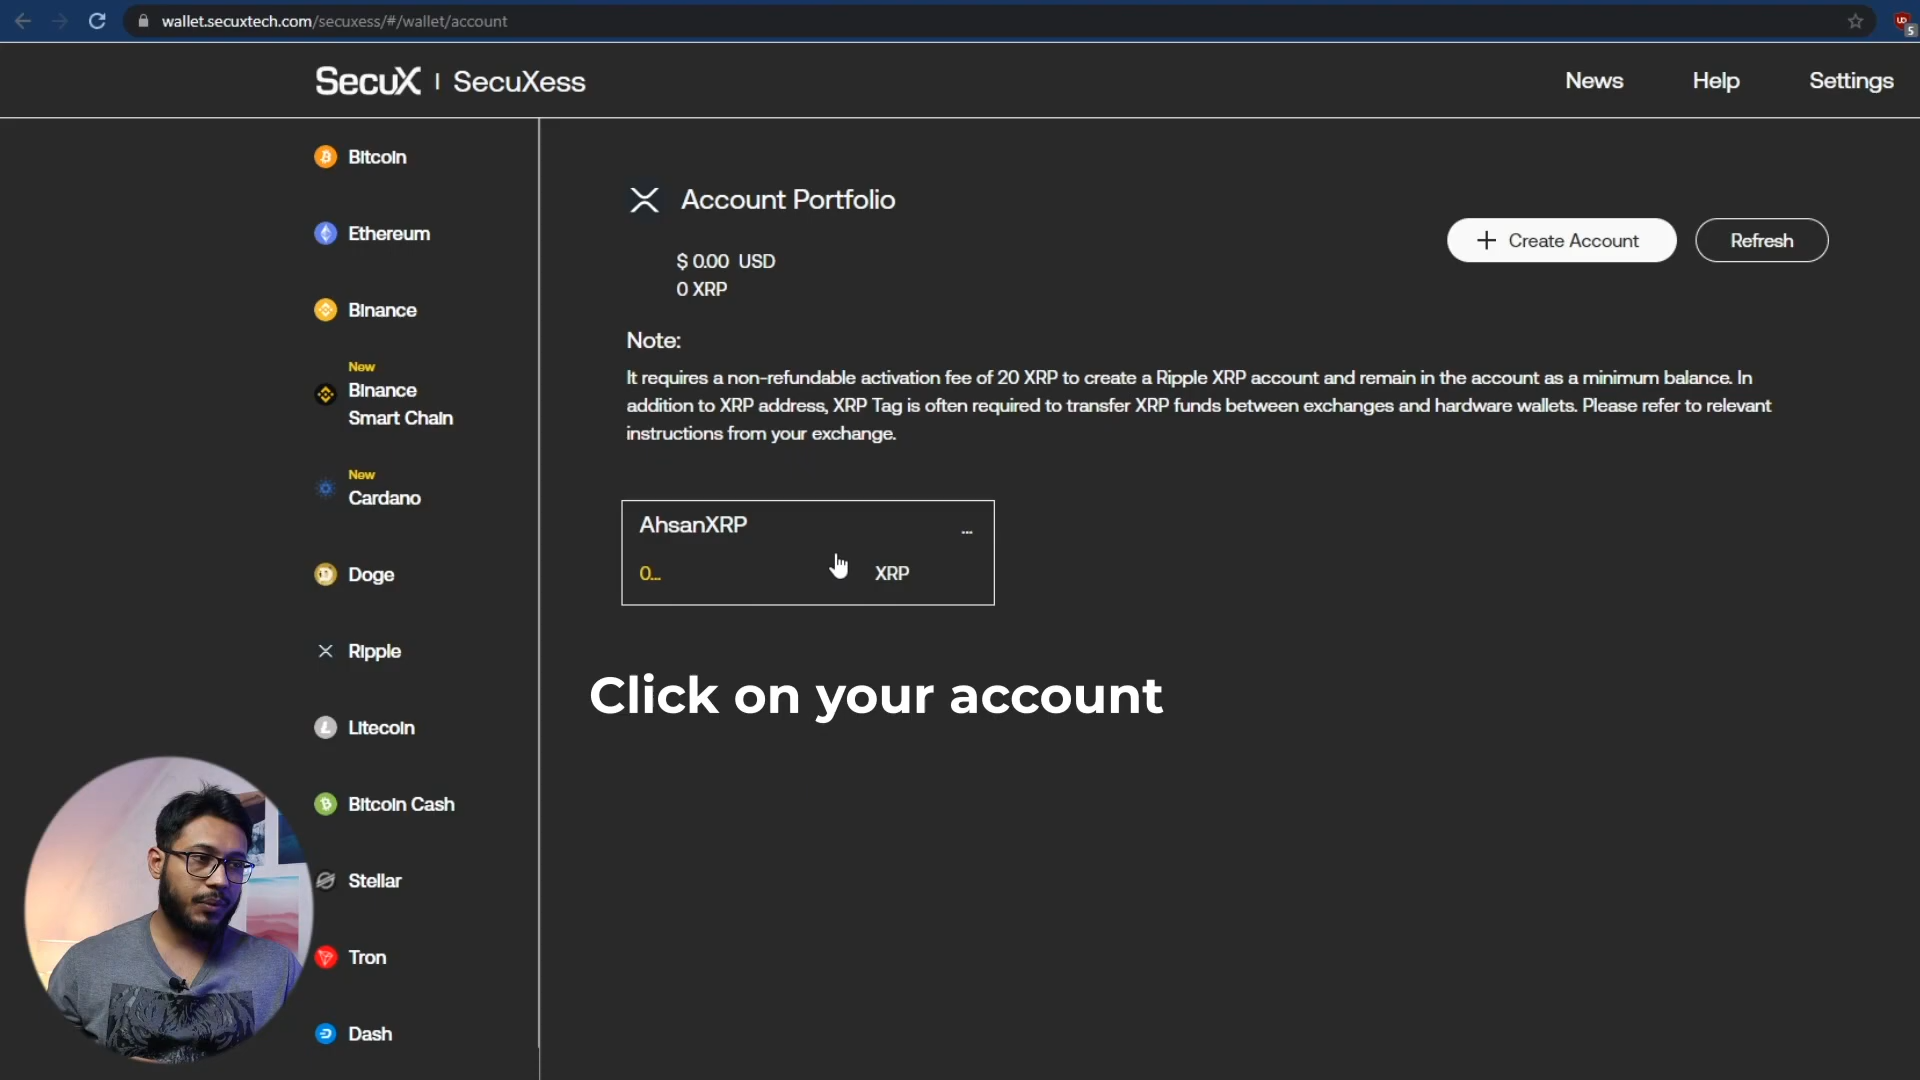 wallet.secuxtech.com/secuxess/#/wallet/account
5
SecuX | SecuXess
News
Help
Settings
Bitcoin
Ethereum
Binance
New
Binance
Smart Chain
New
Cardano
Doge
Ripple
Litecoin
Bitcoin Cash
Stellar
Tron
Dash
Account Portfolio
$ 0.00 USD
0 XRP
+ Create Account
Refresh
Note:
It requires a non-refundable activation fee of 20 XRP to create a Ripple XRP account and remain in the account as a minimum balance. In
addition to XRP address, XRP Tag is often required to transfer XRP funds between exchanges and hardware wallets. Please refer to relevant
instructions from your exchange.
AhsanXRP
...
0...
XRP
Click on your account